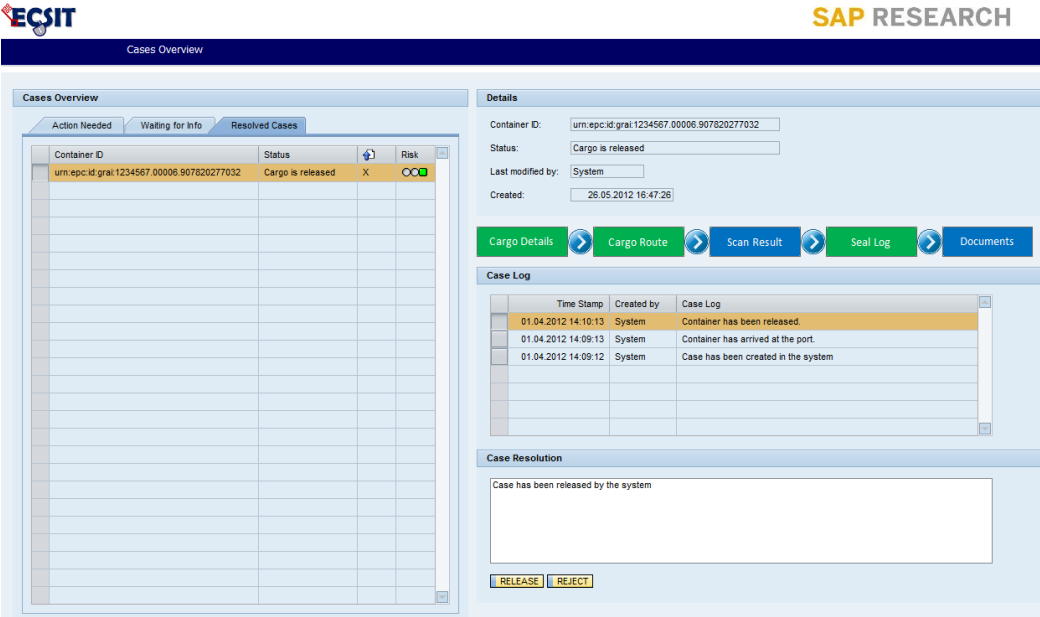 ECSIT
SAP RESEARCH
Cases Overview
Cases Overview
Action Needed Waiting for Info Resolved Cases
Container ID Status Risk
urn:epc:id:grai:1234567.00006.907820277032 Cargo is released X
Details
Container ID: urn:epc:id:grai:1234567.00006.907820277032
Status: Cargo is released
Last modified by: System
Created: 26.05.2012 16:47:26
Cargo Details Cargo Route Scan Result Seal Log Documents
Case Log
Time Stamp Created by Case Log
01.04.2012 14:10:13 System Container has been released.
01.04.2012 14:09:13 System Container has arrived at the port.
01.04.2012 14:09:12 System Case has been created in the system
Case Resolution
Case has been released by the system
RELEASE REJECT